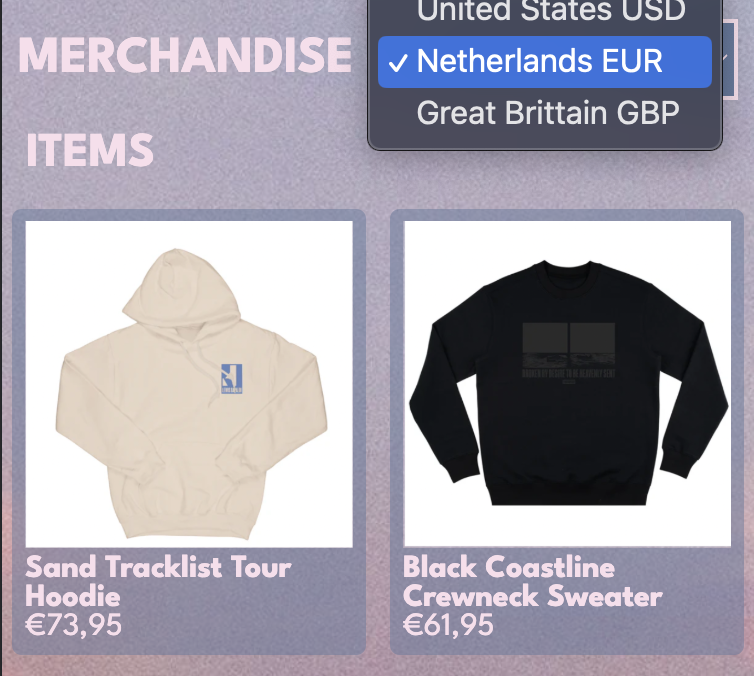 United States USD
MERCHANDISE
✓ Netherlands EUR
Great Brittain GBP
ITEMS
Sand Tracklist Tour
Hoodie
€73,95
Black Coastline
Crewneck Sweater
€61,95